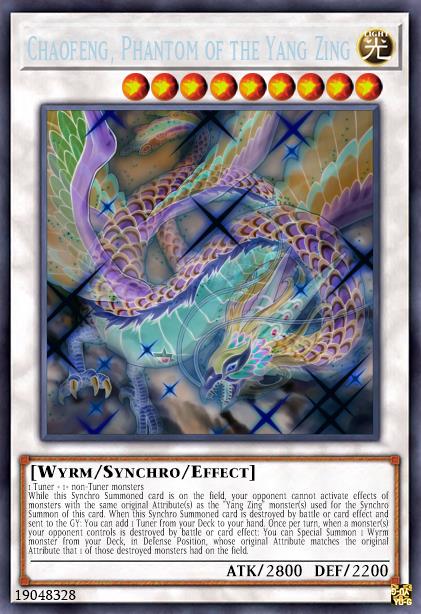 Chaofeng, Phantom of the Yang Zing
LIGHT
光
[Wyrm/Synchro/Effect]
1 Tuner + 1+ non-Tuner monsters
While this Synchro Summoned card is on the field, your opponent cannot activate effects of
monsters with the same original Attribute(s) as the "Yang Zing" monster(s) used for the Synchro
Summon of this card. When this Synchro Summoned card is destroyed by battle or card effect and
sent to the GY: You can add 1 Tuner from your Deck to your hand. Once per turn, when a monster(s)
your opponent controls is destroyed by battle or card effect: You can Special Summon 1 Wyrm
monster from your Deck, in Defense Position, whose original Attribute matches the original
Attribute that 1 of those destroyed monsters had on the field.
ATK/2800 DEF/2200
19048328